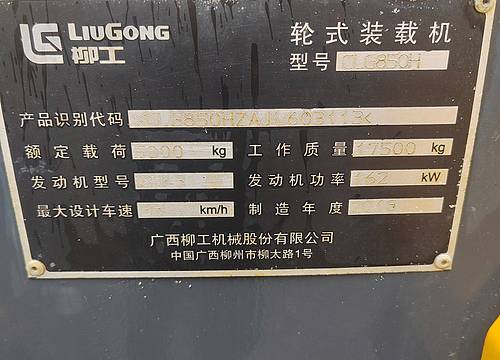 LIUGONG
柳工
轮式装载机
型号 CLG850H
产品识别代码
额定载荷 kg 工作质量 17500 kg
发动机型号 发动机功率 162 kW
最大设计车速 km/h 制造年度
广西柳工机械股份有限公司
中国广西柳州市柳太路1号